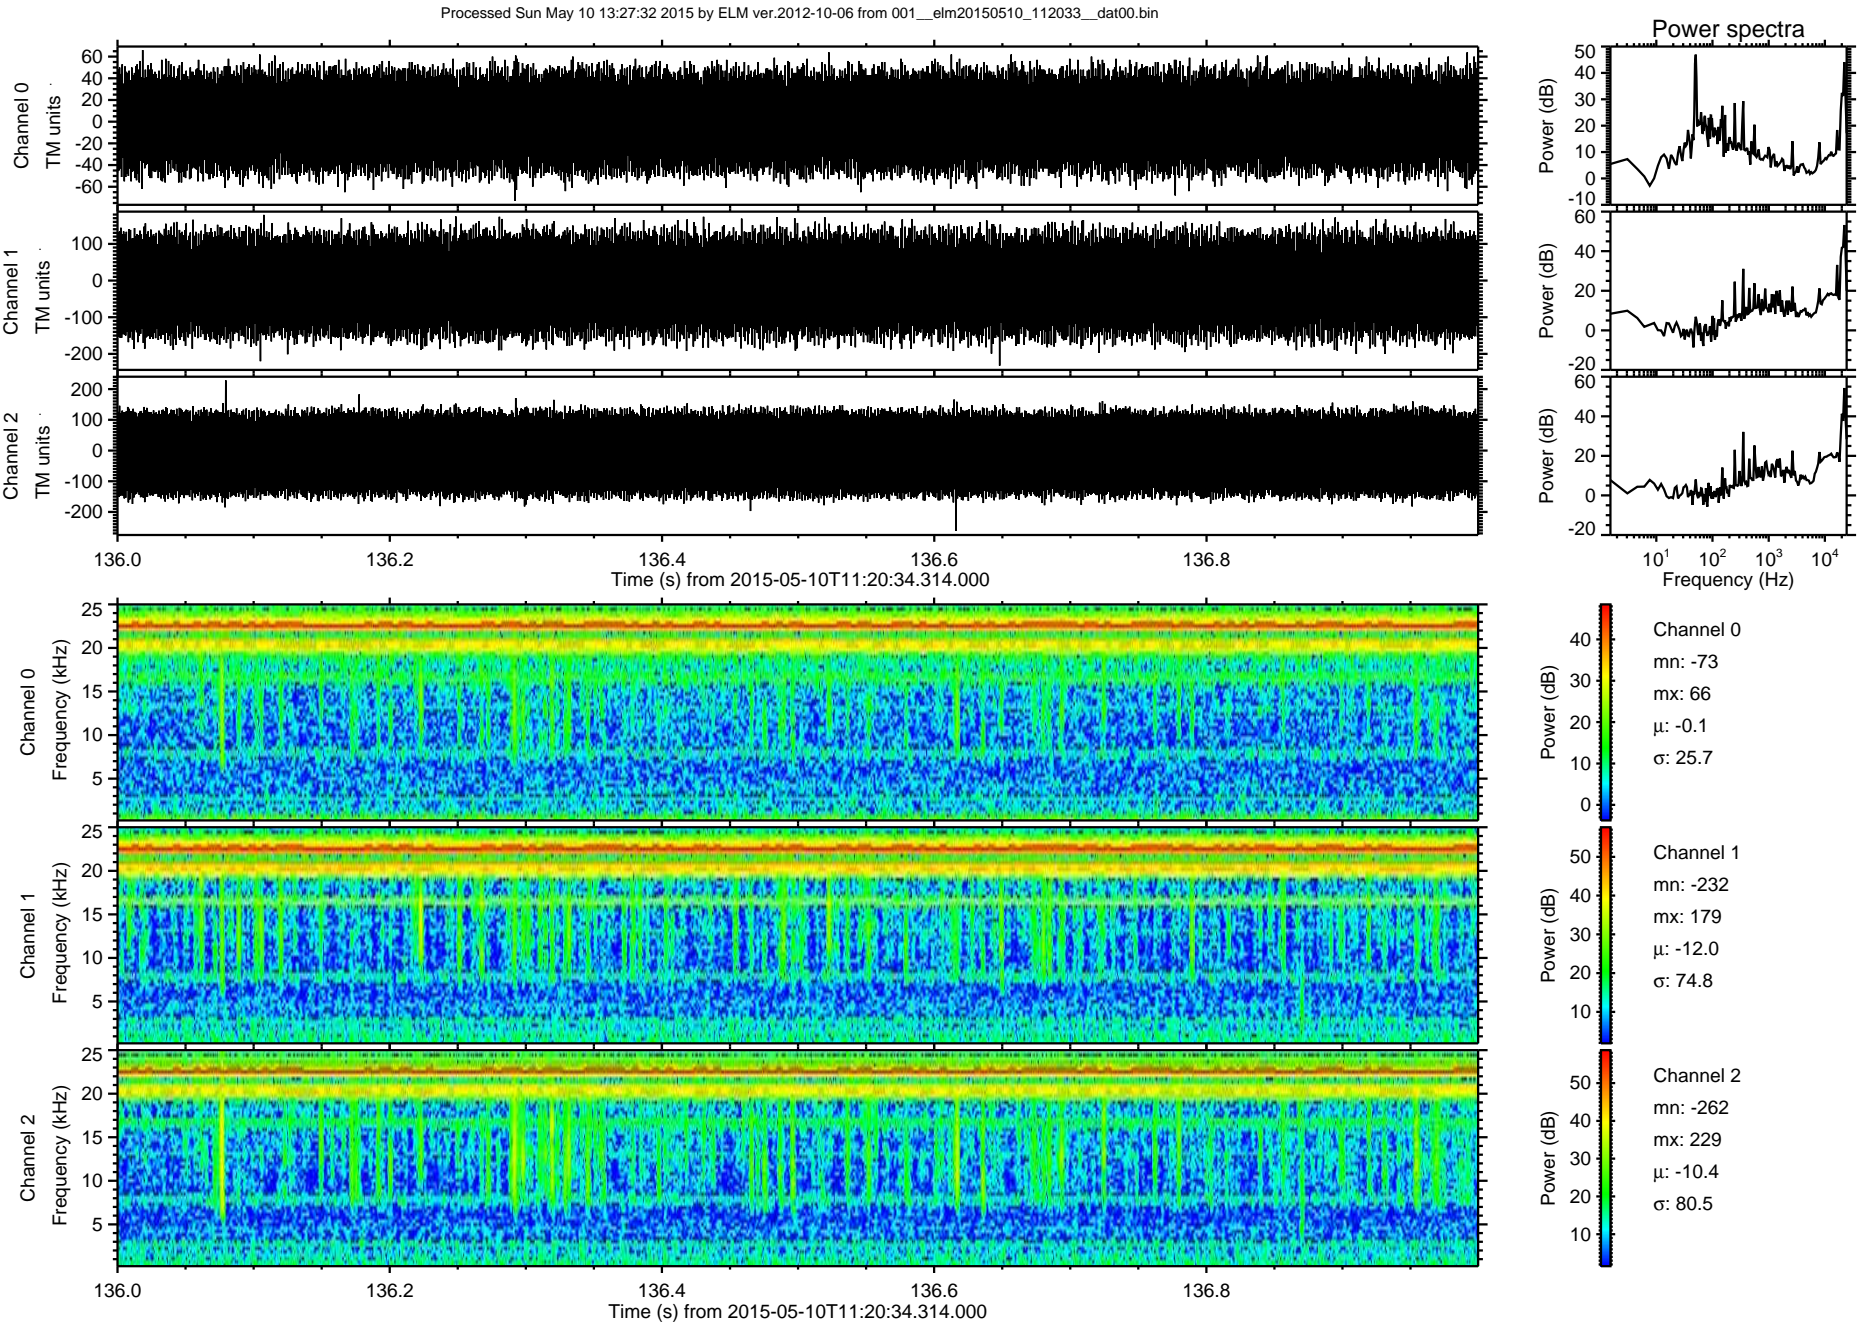 Processed Sun May 10 13:27:32 2015 by ELM ver.2012-10-06 from 001__elm20150510_112033__dat00.bin
Power spectra
Channel 0
TM units
60
40
20
0
-20
-40
-60
Power (dB)
50
40
30
20
10
0
-10
Channel 1
TM units
100
0
-100
-200
Power (dB)
60
40
20
0
-20
Channel 2
TM units
200
100
0
-100
-200
Power (dB)
60
40
20
0
-20
136.0
136.2
136.4
136.6
136.8
Time (s) from 2015-05-10T11:20:34.314.000
10^1
10^2
10^3
10^4
Frequency (Hz)
Channel 0
Frequency (kHz)
25
20
15
10
5
Power (dB)
40
30
20
10
0
Channel 0
mn: -73
mx: 66
μ: -0.1
σ: 25.7
Channel 1
Frequency (kHz)
25
20
15
10
5
Power (dB)
50
40
30
20
10
Channel 1
mn: -232
mx: 179
μ: -12.0
σ: 74.8
Channel 2
Frequency (kHz)
25
20
15
10
5
Power (dB)
50
40
30
20
10
Channel 2
mn: -262
mx: 229
μ: -10.4
σ: 80.5
136.0
136.2
136.4
136.6
136.8
Time (s) from 2015-05-10T11:20:34.314.000